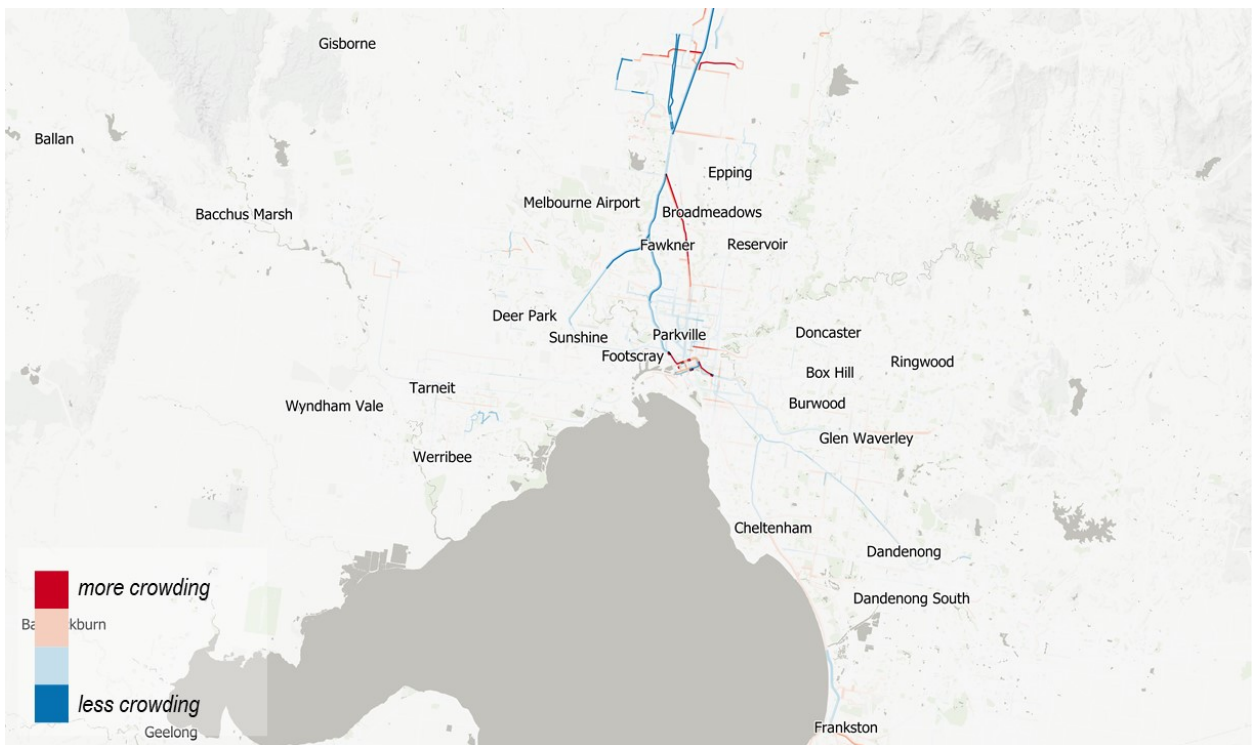 Gisborne
Ballan
Epping
Melbourne Airport
Bacchus Marsh
Broadmeadows
Fawkner
Reservoir
Deer Park
Sunshine
Parkville
Doncaster
Footscray
Ringwood
Box Hill
Tarneit
Wyndham Vale
Burwood
Glen Waverley
Werribee
Cheltenham
Dandenong
more crowding
Dandenong South
less crowding
Frankston
Geelong